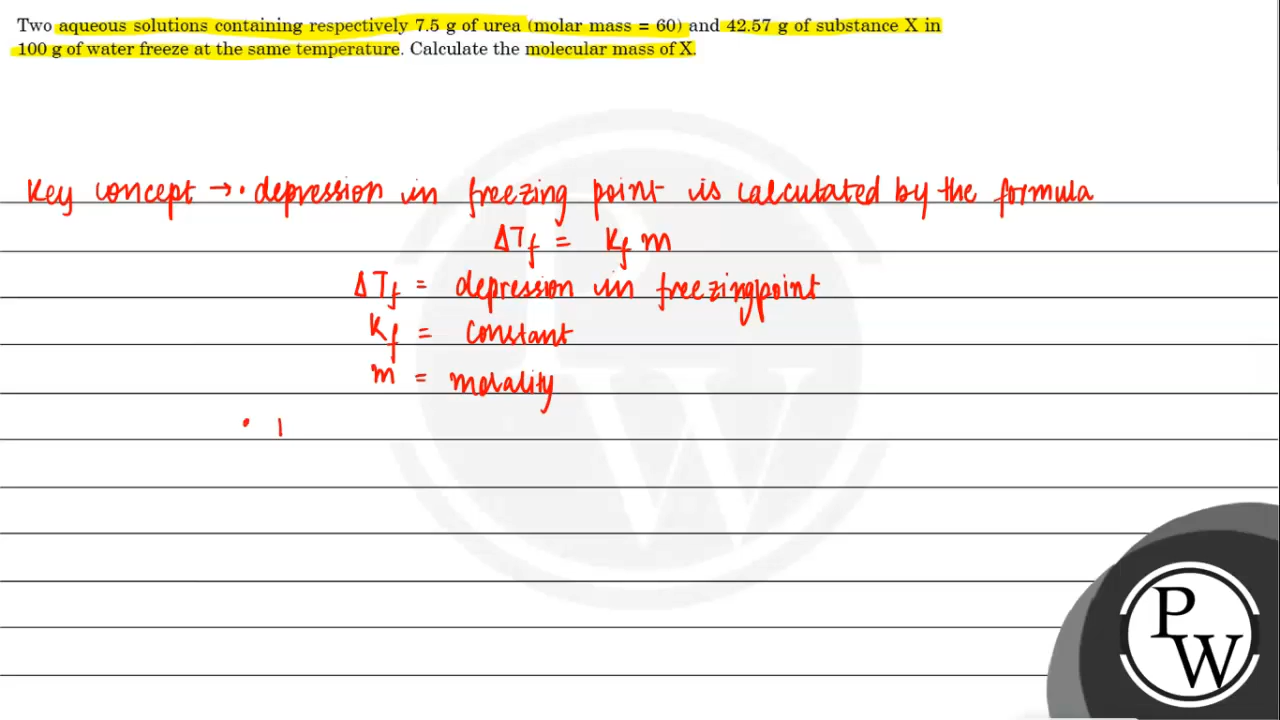 Two aqueous solutions containing respectively 7.5 g of urea (molar mass = 60) and 42.57 g of substance X in
100 g of water freeze at the same temperature. Calculate the molecular mass of X.
Key concept → • depression in freezing point is calculated by the formula
ΔTf = Kf m
ΔTf = depression in freezing point
Kf = constant
m = molality
•
P
W